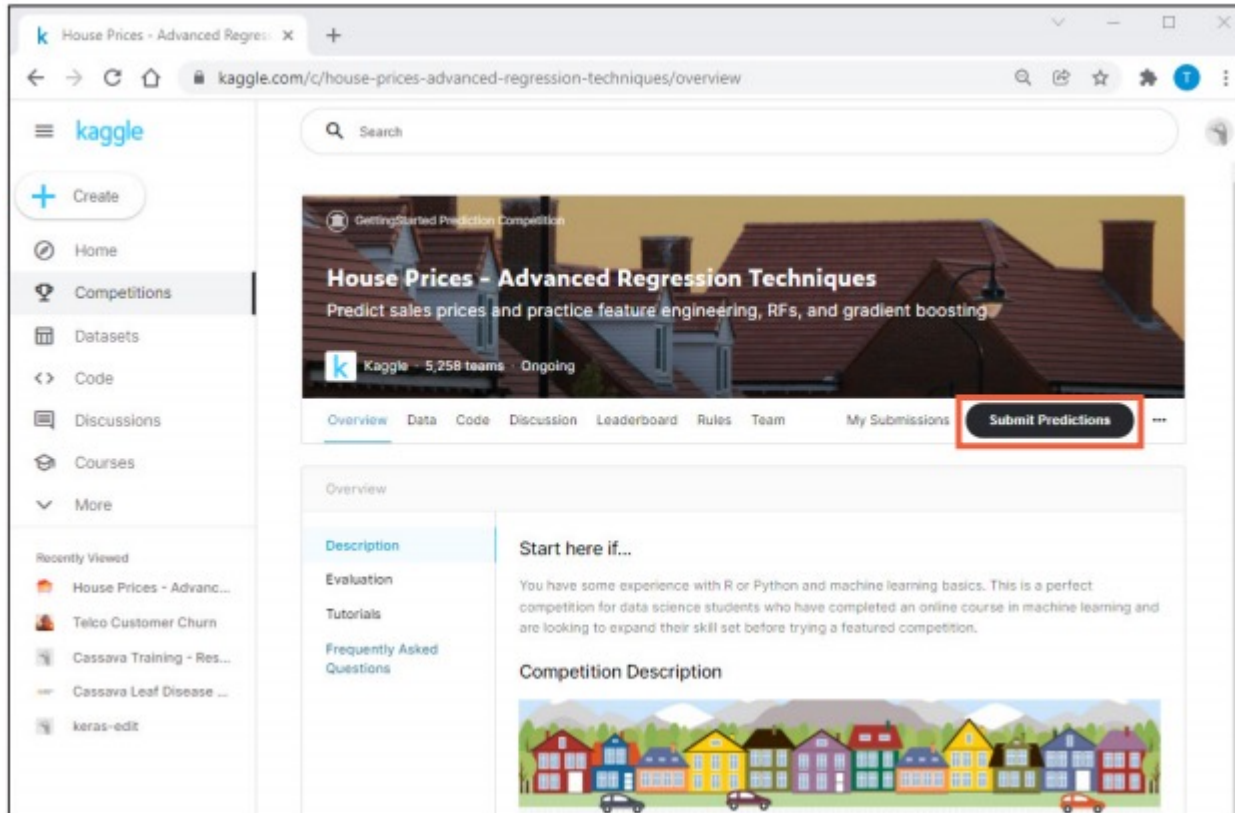 House Prices - Advanced Regres
kaggle.com/c/house-prices-advanced-regression-techniques/overview
T
kaggle
Search
Create
Home
Competitions
Datasets
Code
Discussions
Courses
More
Recently Viewed
House Prices - Advanc...
Telco Customer Churn
Cassava Training - Res...
Cassava Leaf Disease ...
keras-edit
GettingStarted Prediction Competition
House Prices - Advanced Regression Techniques
Predict sales prices and practice feature engineering, RFs, and gradient boosting
k Kaggle · 5,258 teams · Ongoing
Overview Data Code Discussion Leaderboard Rules Team My Submissions Submit Predictions ...
Overview
Description
Evaluation
Tutorials
Frequently Asked
Questions
Start here if...
You have some experience with R or Python and machine learning basics. This is a perfect
competition for data science students who have completed an online course in machine learning and
are looking to expand their skill set before trying a featured competition.
Competition Description